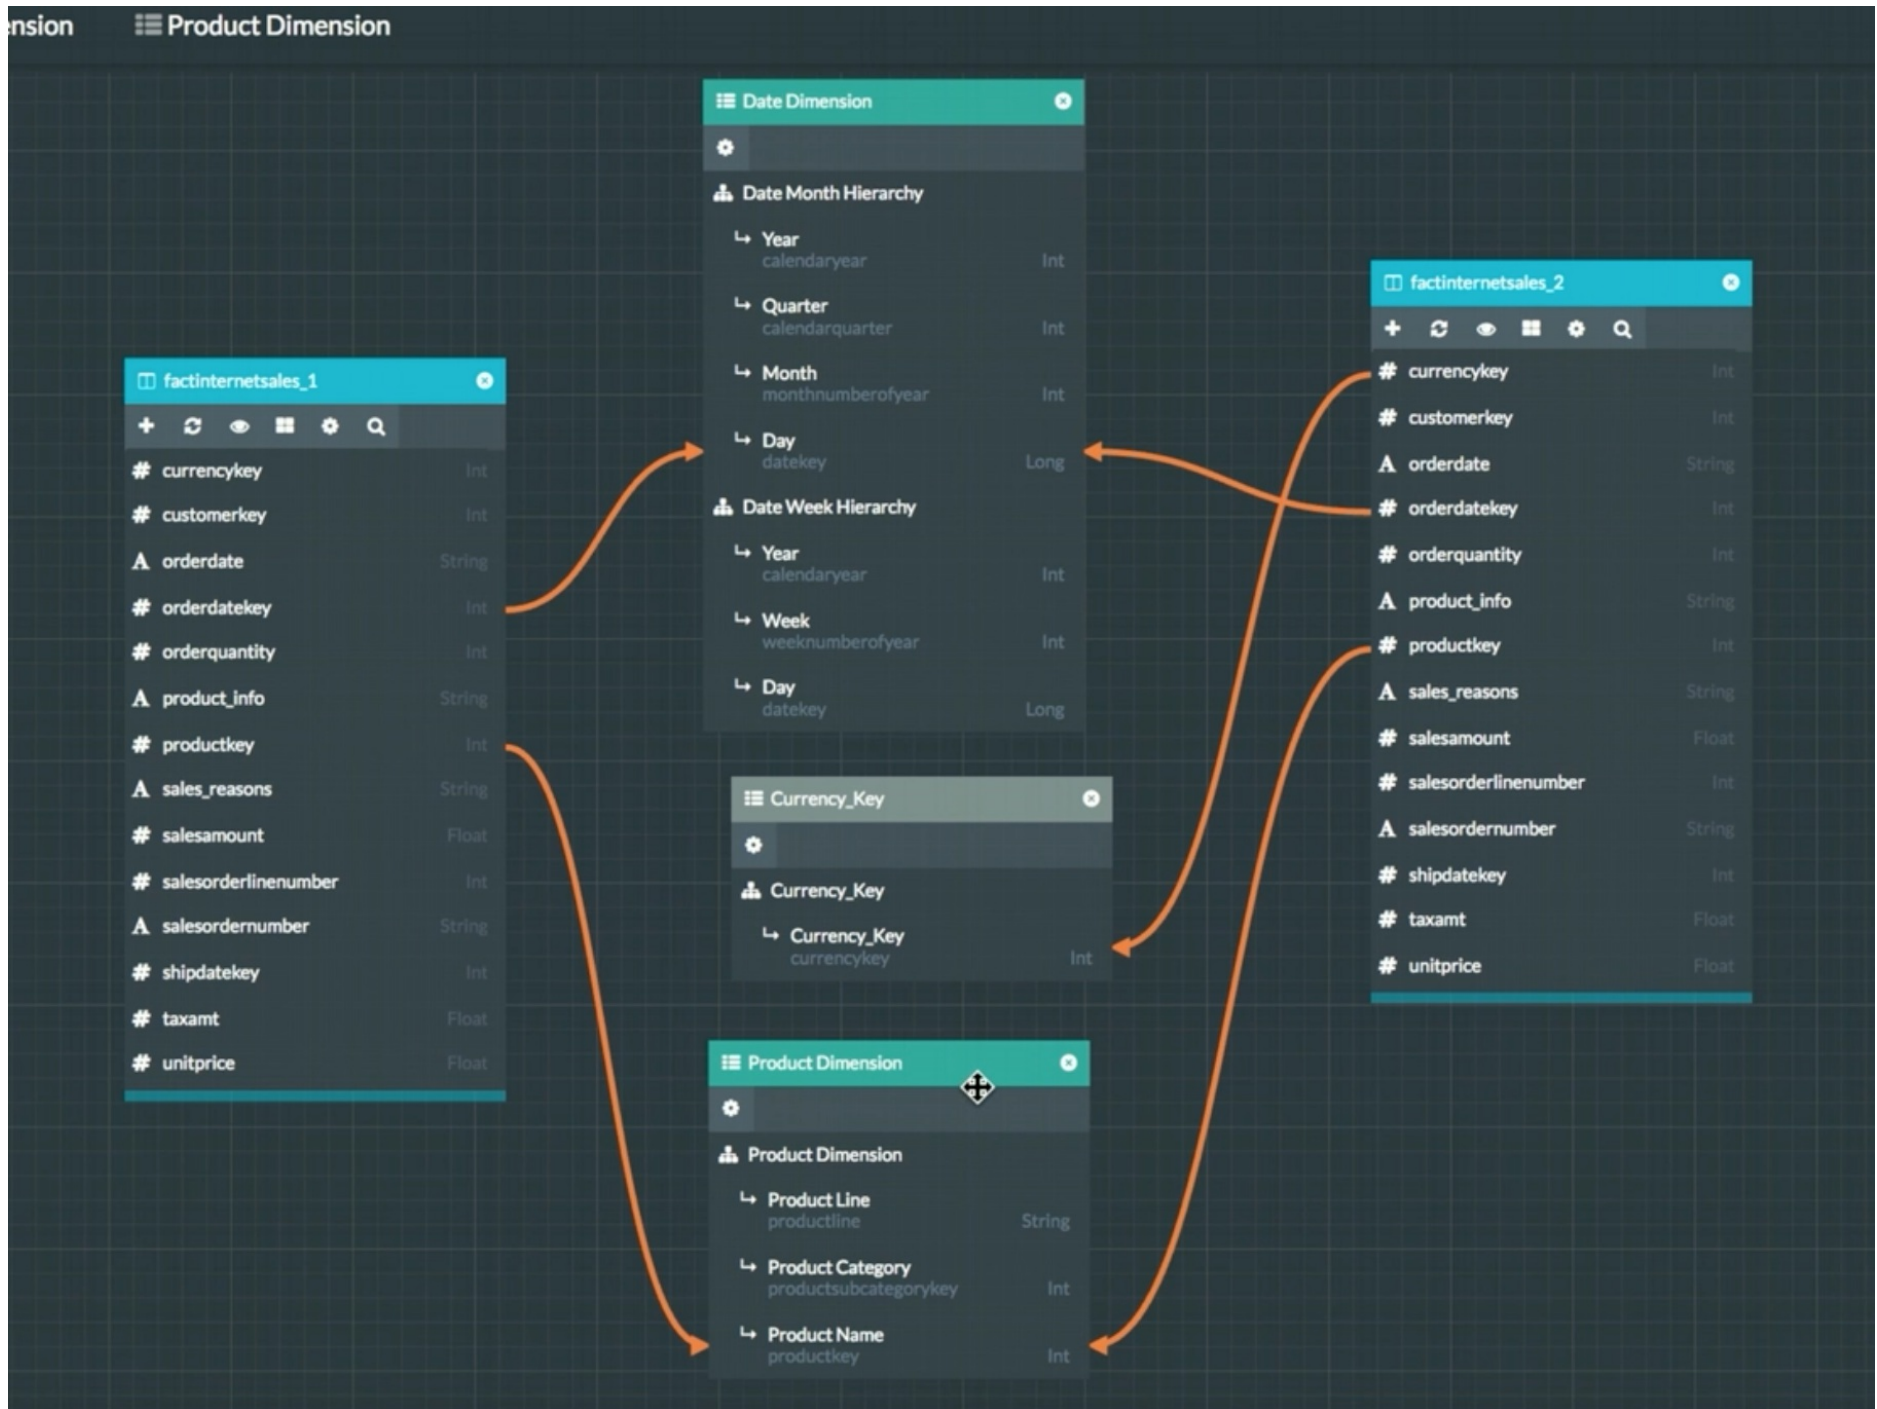 ension
Product Dimension
Date Dimension
Date Month Hierarchy
Year
calendaryear Int
Quarter
calendarquarter Int
Month
monthnumberofyear Int
Day
datekey Long
Date Week Hierarchy
Year
calendaryear Int
Week
weeknumberofyear Int
Day
datekey Long
factinternetsales_1
# currencykey Int
# customerkey Int
A orderdate String
# orderdatekey Int
# orderquantity Int
A product_info String
# productkey Int
A sales_reasons String
# salesamount Float
# salesorderlinenumber Int
A salesordernumber String
# shipdatekey Int
# taxamt Float
# unitprice Float
Currency_Key
Currency_Key
Currency_Key
currencykey Int
Product Dimension
Product Dimension
Product Line
productline String
Product Category
productsubcategorykey Int
Product Name
productkey Int
factinternetsales_2
# currencykey Int
# customerkey Int
A orderdate String
# orderdatekey Int
# orderquantity Int
A product_info String
# productkey Int
A sales_reasons String
# salesamount Float
# salesorderlinenumber Int
A salesordernumber String
# shipdatekey Int
# taxamt Float
# unitprice Float